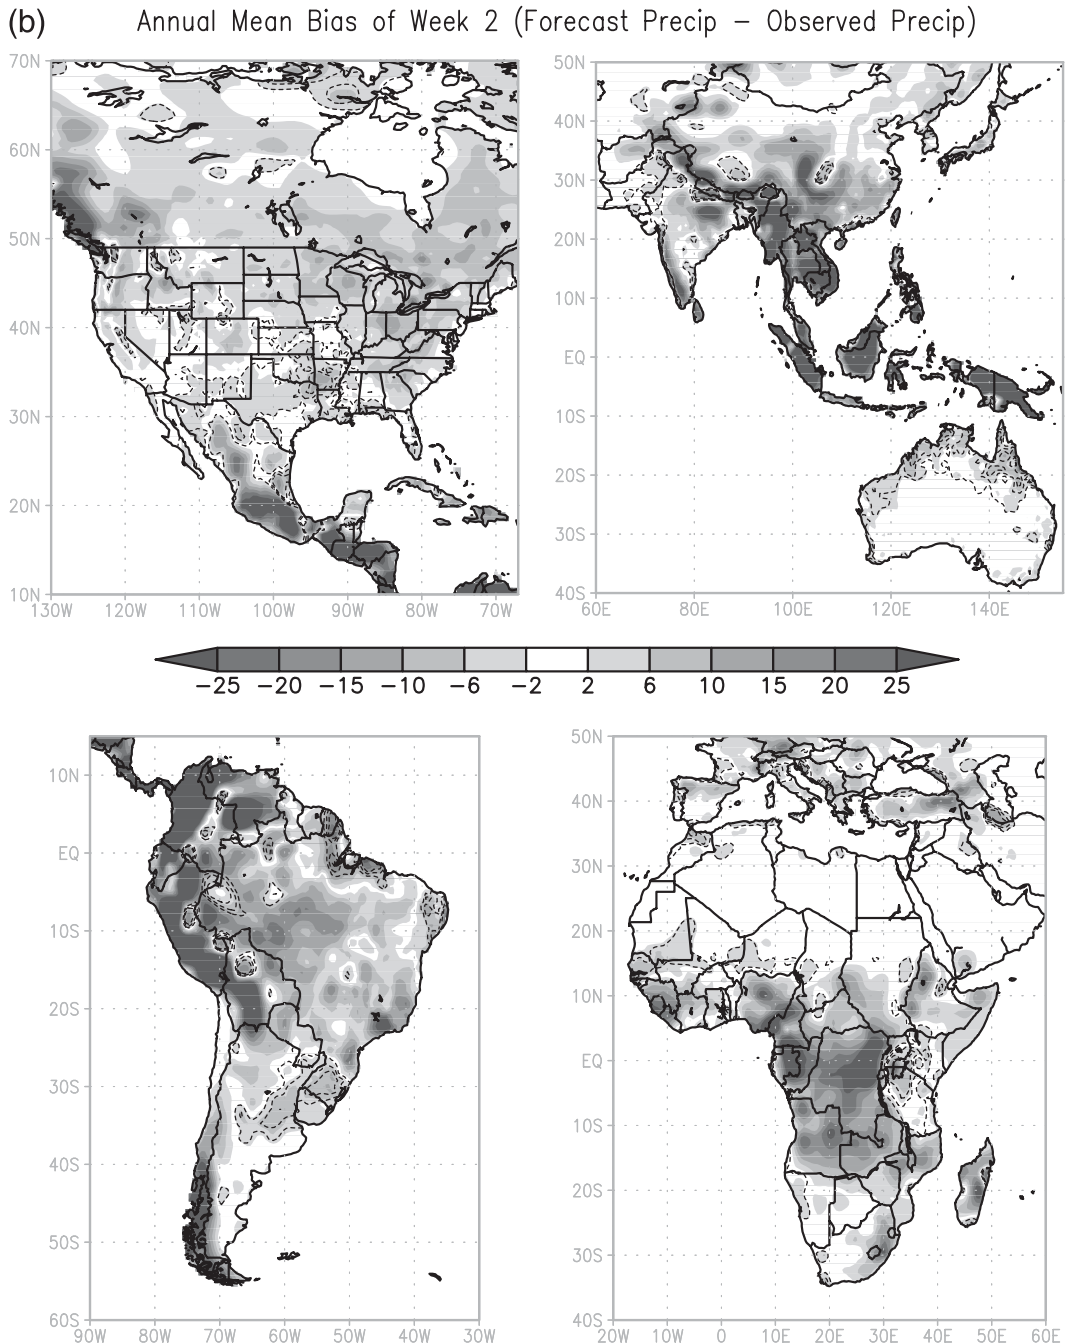 (b) Annual Mean Bias of Week 2 (Forecast Precip − Observed Precip)
70N
60N
50N
40N
30N
20N
10N
130W 120W 110W 100W 90W 80W 70W
50N
40N
30N
20N
10N
EQ
10S
20S
30S
40S
60E 80E 100E 120E 140E
−25 −20 −15 −10 −6 −2 2 6 10 15 20 25
10N
EQ
10S
20S
30S
40S
50S
60S
90W 80W 70W 60W 50W 40W 30W
50N
40N
30N
20N
10N
EQ
10S
20S
30S
40S
20W 10W 0 10E 20E 30E 40E 50E 60E